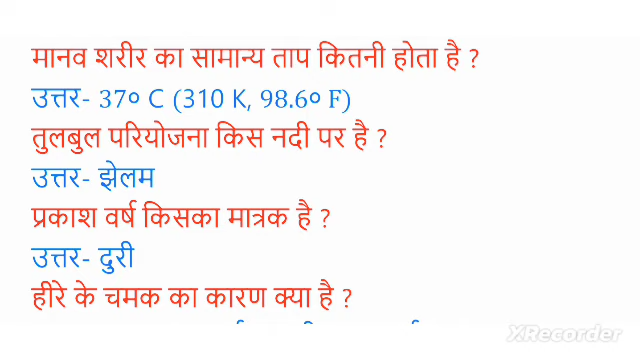 मानव शरीर का सामान्य ताप कितनी होता है ?
उत्तर- 37० C (310 K, 98.6० F)
तुलबुल परियोजना किस नदी पर है ?
उत्तर- झेलम
प्रकाश वर्ष किसका मात्रक है ?
उत्तर- दुरी
हीरे के चमक का कारण क्या है ?
XRecorder